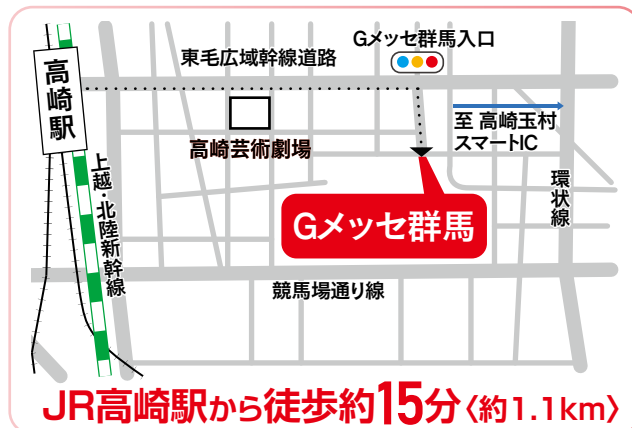 Gメッセ群馬入口
東毛広域幹線道路
高崎駅
至 高崎玉村
スマートIC
高崎芸術劇場
上越・北陸新幹線
環状線
Gメッセ群馬
競馬場通り線
JR高崎駅から徒歩約15分〈約1.1km〉